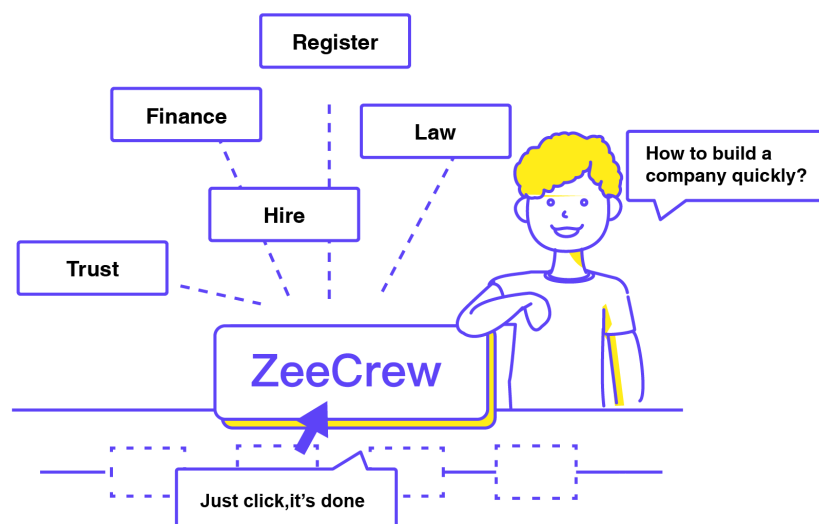 Register
Finance
Law
How to build a
company quickly?
Hire
Trust
ZeeCrew
Just click,it's done